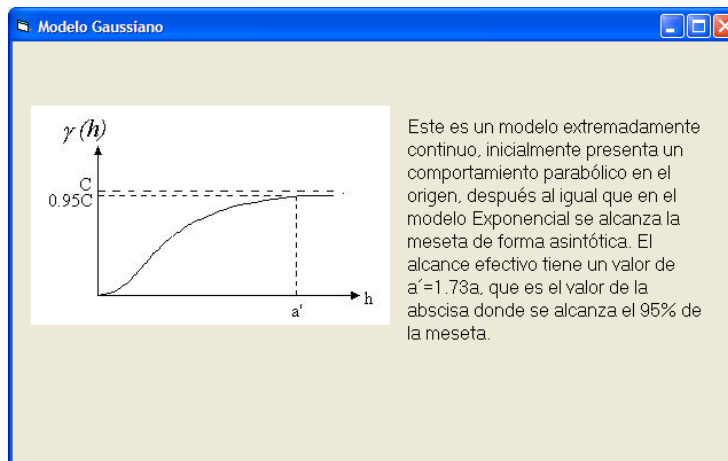 Modelo Gaussiano
γ (h)
C
0.95C
h
a'
Este es un modelo extremadamente
continuo, inicialmente presenta un
comportamiento parabólico en el
origen, después al igual que en el
modelo Exponencial se alcanza la
meseta de forma asintótica. El
alcance efectivo tiene un valor de
a´=1.73a, que es el valor de la
abscisa donde se alcanza el 95% de
la meseta.